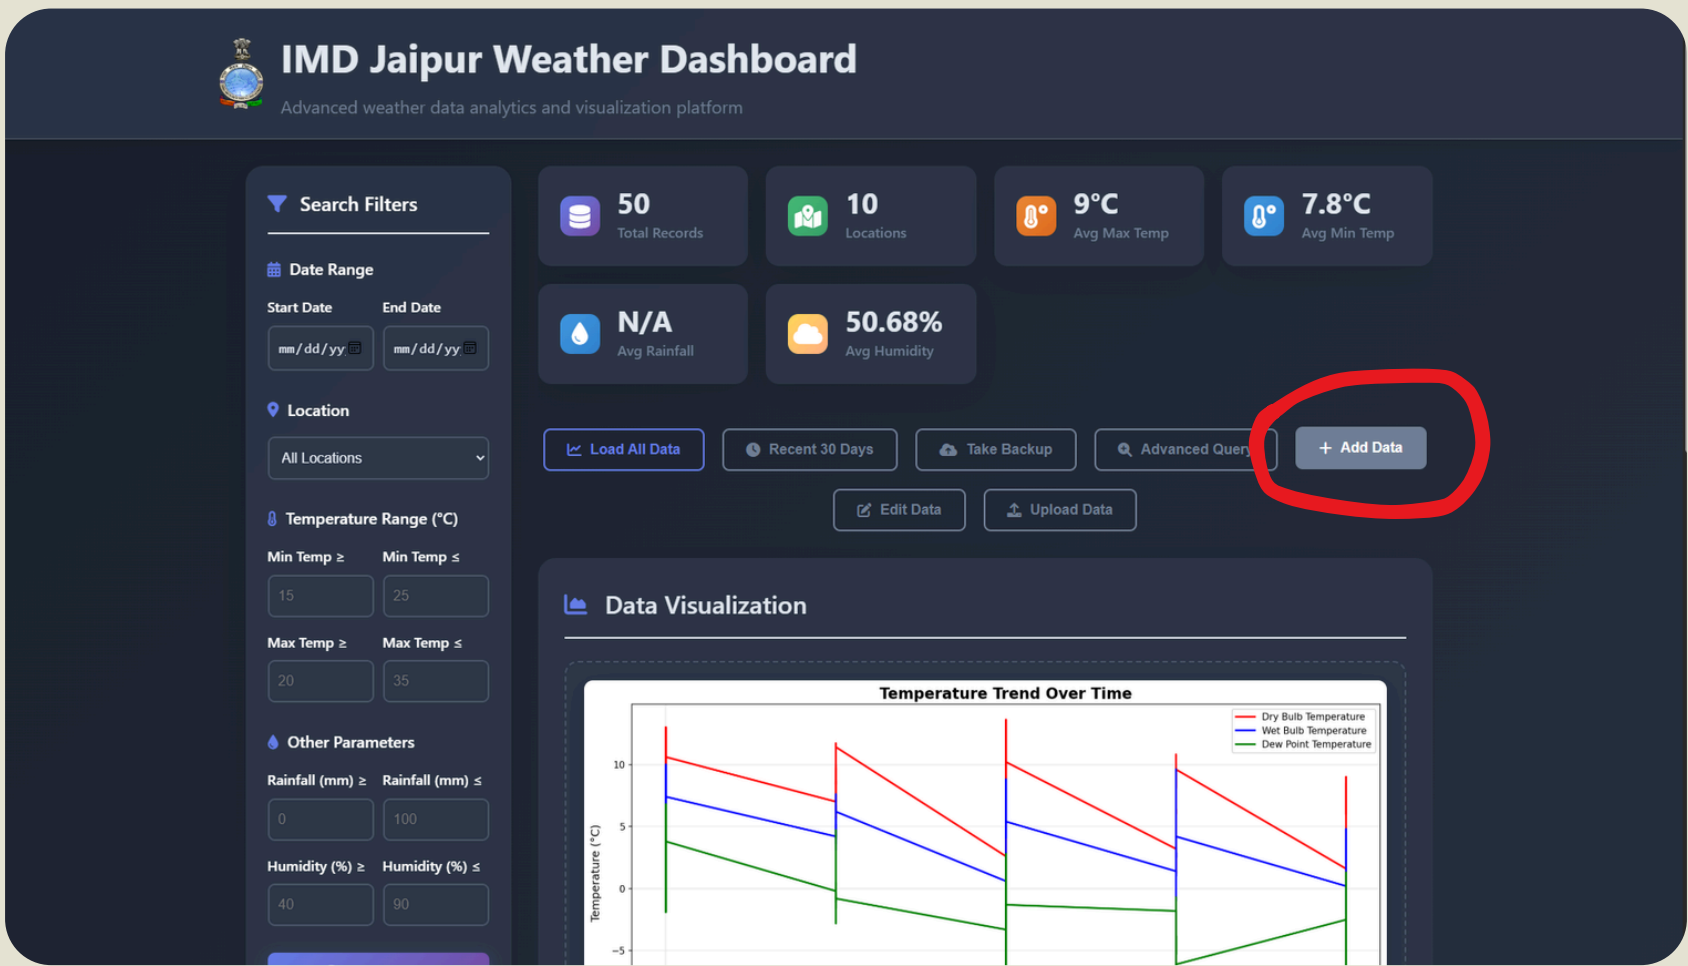 IMD Jaipur Weather Dashboard
Advanced weather data analytics and visualization platform
Search Filters
Date Range
Start Date End Date
mm/dd/yy mm/dd/yy
Location
All Locations
Temperature Range (°C)
Min Temp ≥ Min Temp ≤
15 25
Max Temp ≥ Max Temp ≤
20 35
Other Parameters
Rainfall (mm) ≥ Rainfall (mm) ≤
0 100
Humidity (%) ≥ Humidity (%) ≤
40 90
50
Total Records
10
Locations
9°C
Avg Max Temp
7.8°C
Avg Min Temp
N/A
Avg Rainfall
50.68%
Avg Humidity
Load All Data
Recent 30 Days
Take Backup
Advanced Query
+ Add Data
Edit Data
Upload Data
Data Visualization
Temperature Trend Over Time
Dry Bulb Temperature
Wet Bulb Temperature
Dew Point Temperature
Temperature (°C)
10
5
0
−5